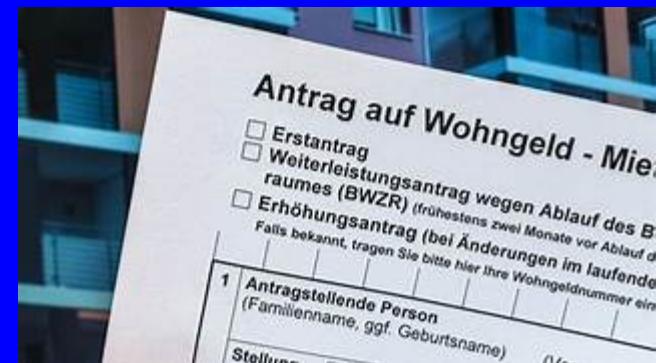 Antrag auf Wohngeld - Mie
Erstantrag
Weiterleistungsantrag wegen Ablauf des B
raumes (BWZR) (frühestens zwei Monate vor Ablauf d
Erhöhungsantrag (bei Änderungen im laufende
Falls bekannt, tragen Sie bitte hier Ihre Wohngeldnummer ein
1 Antragstellende Person
(Familienname, ggf. Geburtsname)